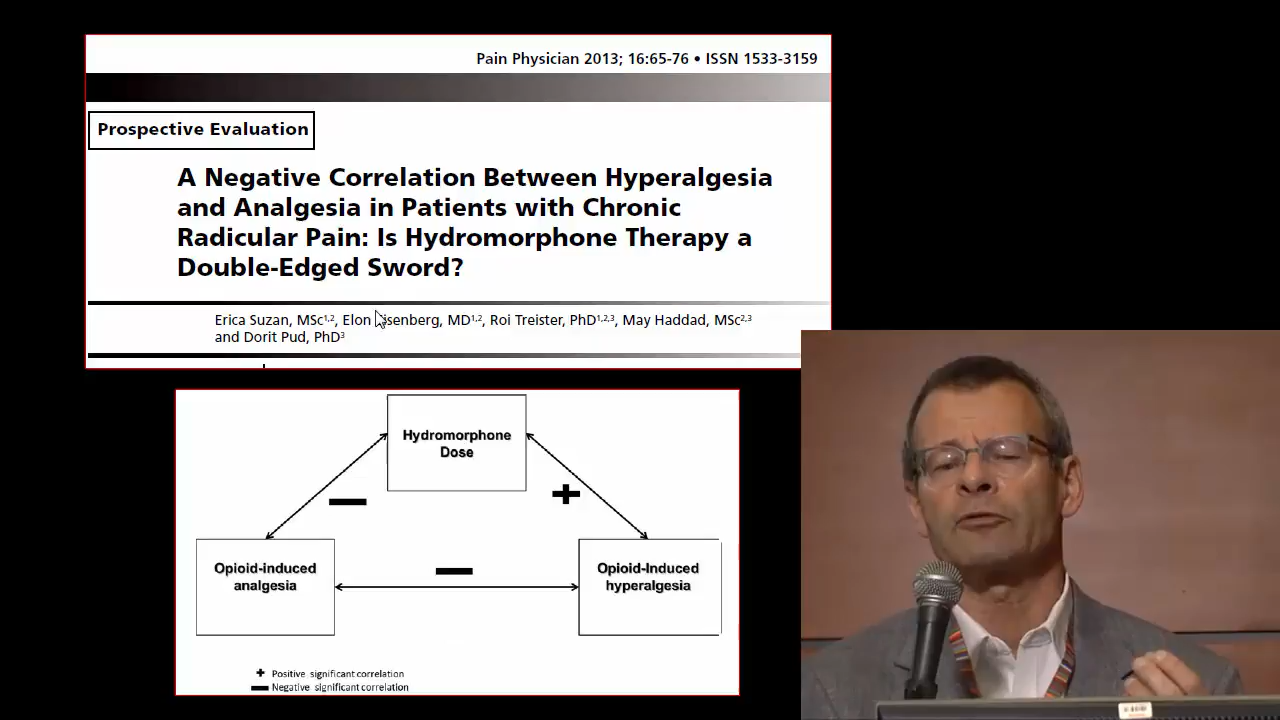 Pain Physician 2013; 16:65-76 • ISSN 1533-3159
Prospective Evaluation
A Negative Correlation Between Hyperalgesia
and Analgesia in Patients with Chronic
Radicular Pain: Is Hydromorphone Therapy a
Double-Edged Sword?
Erica Suzan, MSc1,2, Elon Eisenberg, MD1,2, Roi Treister, PhD1,2,3, May Haddad, MSc2,3
and Dorit Pud, PhD3
Hydromorphone
Dose
Opioid-induced
analgesia
Opioid-Induced
hyperalgesia
+ Positive significant correlation
— Negative significant correlation